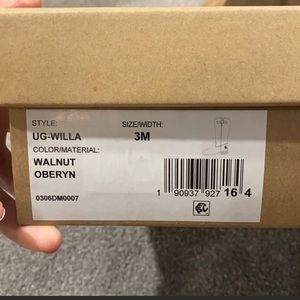 STYLE: SIZE/WIDTH:
UG-WILLA 3M
COLOR/MATERIAL:
WALNUT
OBERYN
0306DM0007
1 90937 927 16 4